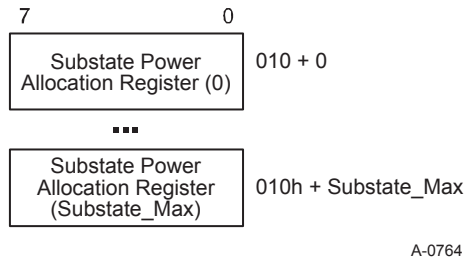 7 0
Substate Power
Allocation Register (0)
010 + 0
...
Substate Power
Allocation Register
(Substate_Max)
010h + Substate_Max
A-0764